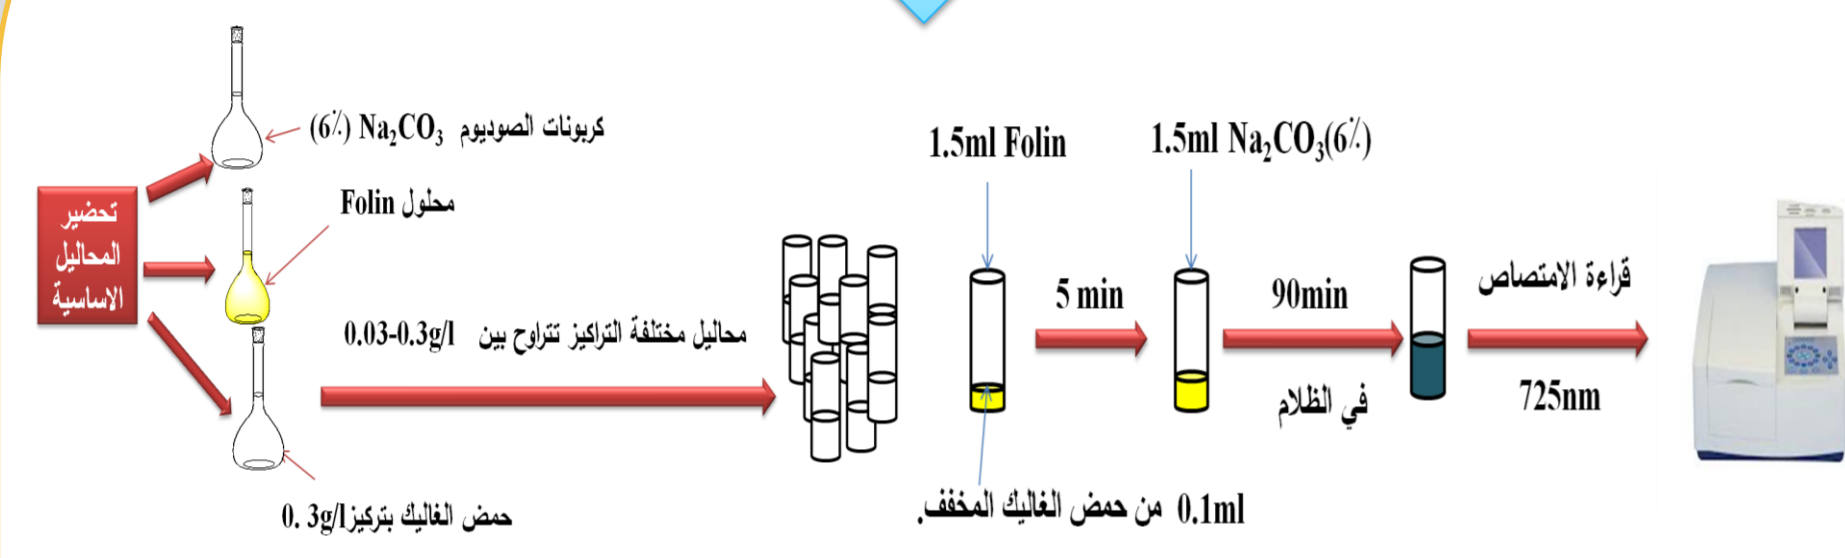 تحضير
المحاليل
الاساسية
كربونات الصوديوم Na₂CO₃ (6٪)
محلول Folin
حمض الغاليك بتركيز0. 3g/l
محاليل مختلفة التراكيز تتراوح بين 0.03-0.3g/l
1.5ml Folin
0.1ml من حمض الغاليك المخفف.
5 min
1.5ml Na₂CO₃(6٪)
90min
في الظلام
قراءة الامتصاص
725nm